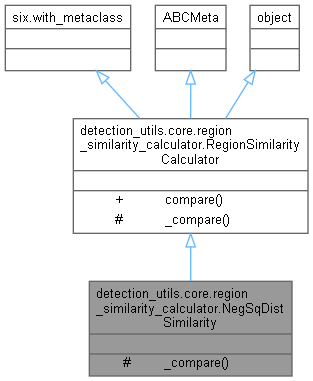 six.with_metaclass
ABCMeta
object
detection_utils.core.region
_similarity_calculator.RegionSimilarity
Calculator
+ compare()
# _compare()
detection_utils.core.region
_similarity_calculator.NegSqDist
Similarity
# _compare()